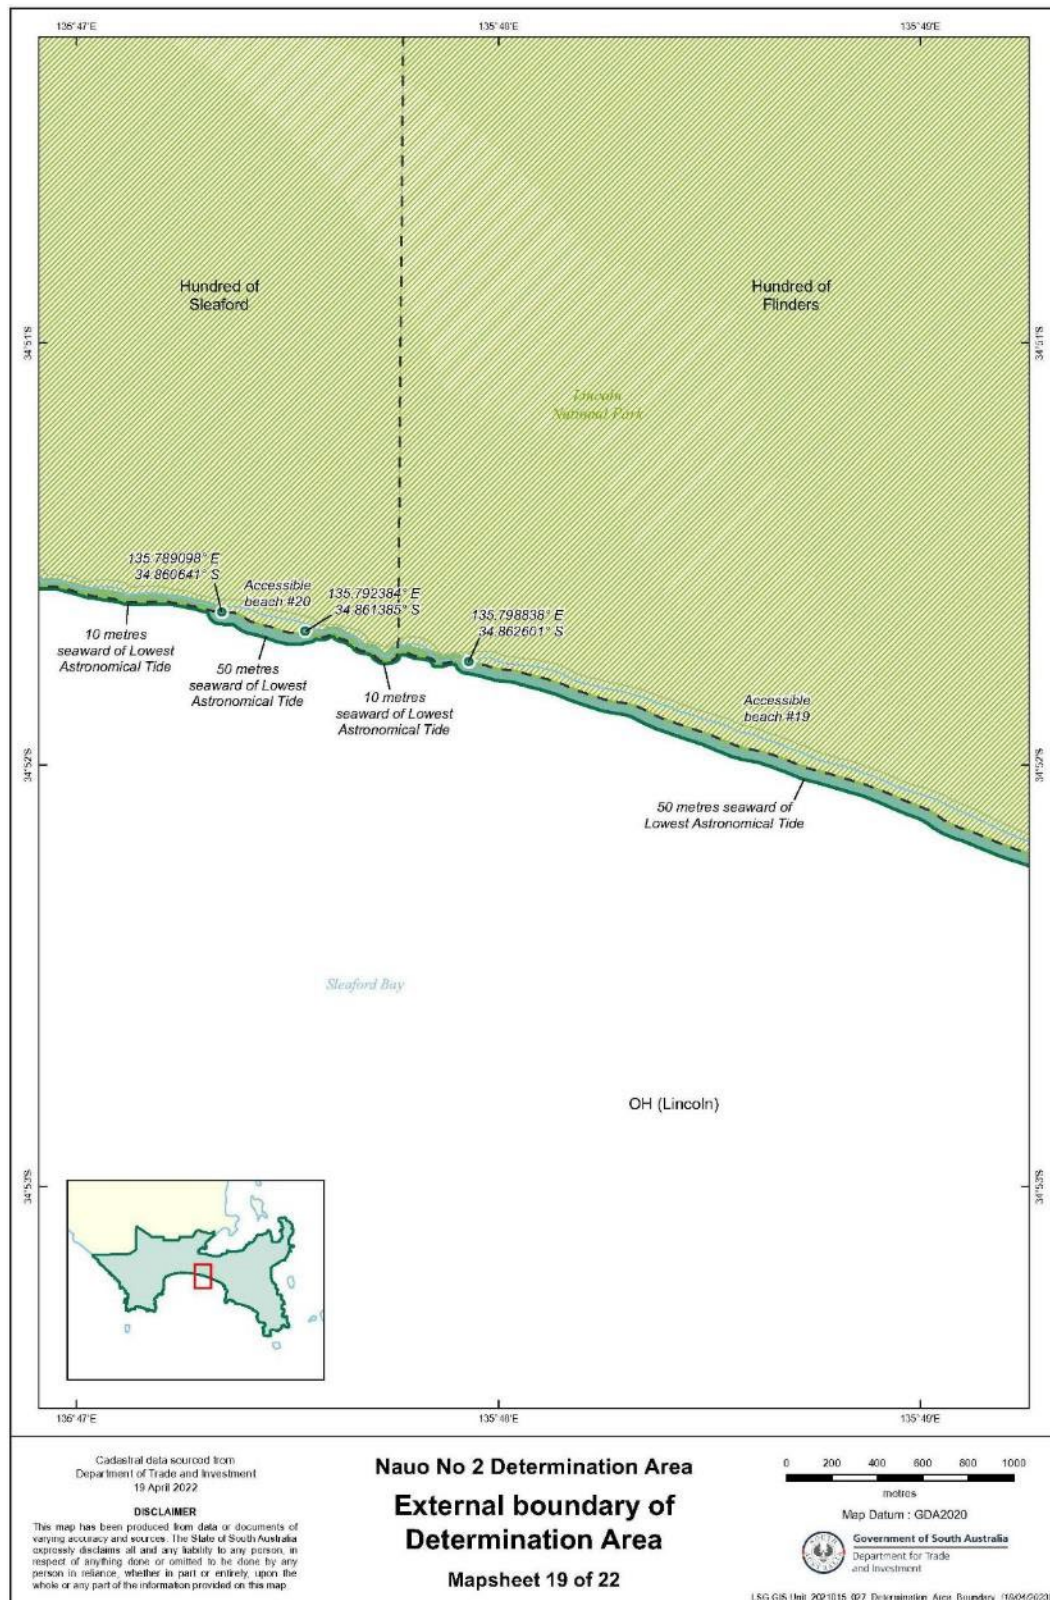 135°47'E
135°48'E
135°49'E
Hundred of
Sleaford
Hundred of
Flinders
34°51'S
34°51'S
Lincoln
National Park
135.789098° E
34.860641° S
Accessible
beach #20
135.792384° E
34.861385° S
135.798838° E
34.862601° S
10 metres
seaward of Lowest
Astronomical Tide
50 metres
seaward of Lowest
Astronomical Tide
10 metres
seaward of Lowest
Astronomical Tide
Accessible
beach #19
34°52'S
34°52'S
50 metres seaward of
Lowest Astronomical Tide
Sleaford Bay
OH (Lincoln)
34°53'S
34°53'S
135°47'E
135°48'E
135°49'E
Cadastral data sourced from
Department of Trade and Investment
19 April 2022
DISCLAIMER
This map has been produced from data or documents of
varying accuracy and sources. The State of South Australia
expressly disclaims all and any liability to any person, in
respect of anything done or omitted to be done by any
person in reliance, whether in part or entirely, upon the
whole or any part of the information provided on this map.
Nauo No 2 Determination Area
External boundary of
Determination Area
Mapsheet 19 of 22
0 200 400 600 800 1000
metres
Map Datum : GDA2020
Government of South Australia
Department for Trade
and Investment
LSG GIS Unit_2021015_027_Determination_Area_Boundary